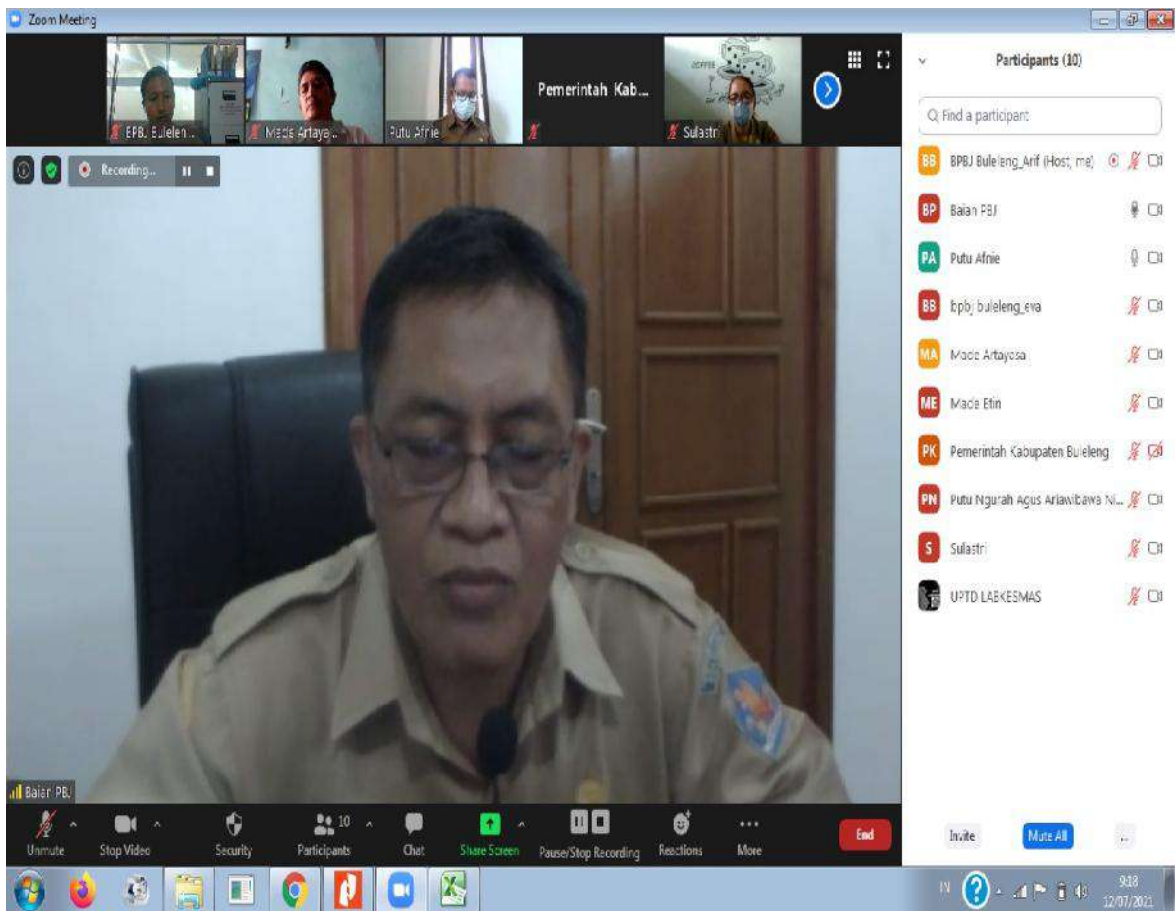 Zoom Meeting
Made Artaya...
Putu Afnie
Pemerintah Kab...
Sulastri
COFFEE
Recording...
Participants (10)
Find a participant
BB BPBJ Buleleng_Arif (Host, me)
BP Baian PBJ
PA Putu Afnie
BB bpbj buleleng_eva
MA Made Artayasa
ME Made Etin
PK Pemerintah Kabupaten Buleleng
PN Putu Ngurah Agus Ariawibawa Ni...
S Sulastri
UPTD LABKESMAS
Baian PBJ
Unmute
Stop Video
Security
10
Participants
Chat
Share Screen
Pause/Stop Recording
Reactions
More
End
Invite
Mute All
...
IN
9:18
12/07/2021